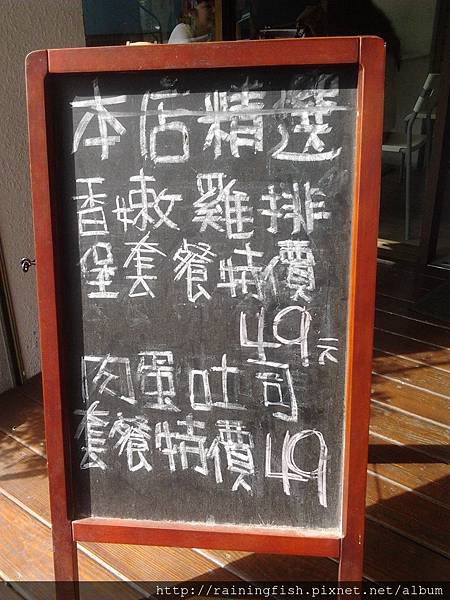 本店精選
香嫩雞排
堡套餐特價
49元
肉蛋吐司
套餐特價49
http://rainingfish.pixnet.net/album